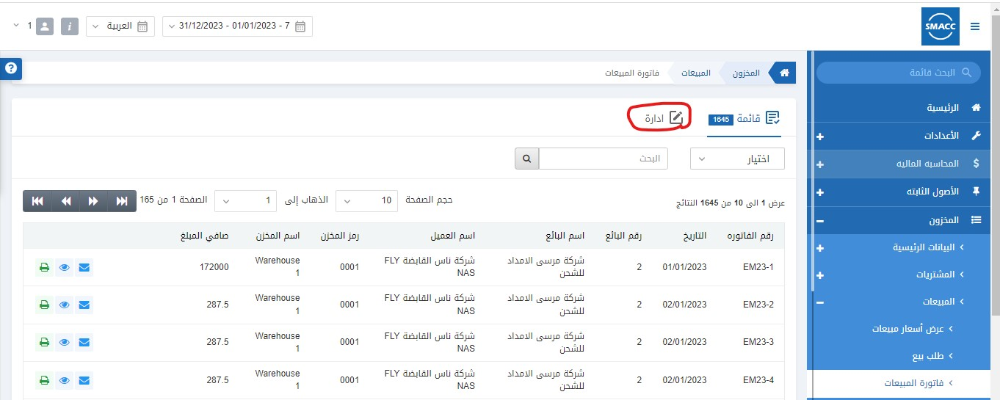 SMACC
7 - 01/01/2023 - 31/12/2023
العربية
1
البحث قائمة
الرئيسية
الأعدادات
المحاسبه الماليه
الأصول الثابته
المخزون
البيانات الرئيسية
المشتريات
المبيعات
عرض أسعار مبيعات
طلب بيع
فاتورة المبيعات
المخزون
المبيعات
فاتورة المبيعات
قائمة 1645
ادارة
اختيار
البحث
عرض 1 الى 10 من 1645 النتائج
حجم الصفحة 10 الذهاب إلى 1 الصفحة 1 من 165
رقم الفاتوره التاريخ رقم البائع اسم البائع اسم العميل رمز المخزن اسم المخزن صافي المبلغ
EM23-1 01/01/2023 2 شركة مرسى الامداد شركة ناس القابضة FLY 0001 Warehouse 172000
للشحن NAS 1
EM23-2 02/01/2023 2 شركة مرسى الامداد شركة ناس القابضة FLY 0001 Warehouse 287.5
للشحن NAS 1
EM23-3 02/01/2023 2 شركة مرسى الامداد شركة ناس القابضة FLY 0001 Warehouse 287.5
للشحن NAS 1
EM23-4 02/01/2023 2 شركة مرسى الامداد شركة ناس القابضة FLY 0001 Warehouse 287.5
للشحن NAS 1